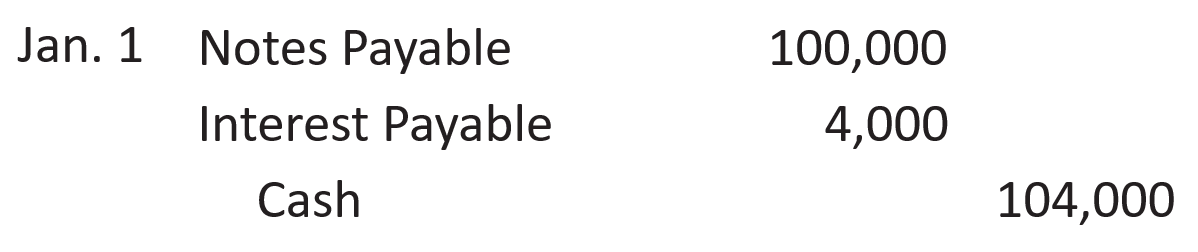 Jan. 1 Notes Payable 100,000
Interest Payable 4,000
Cash 104,000